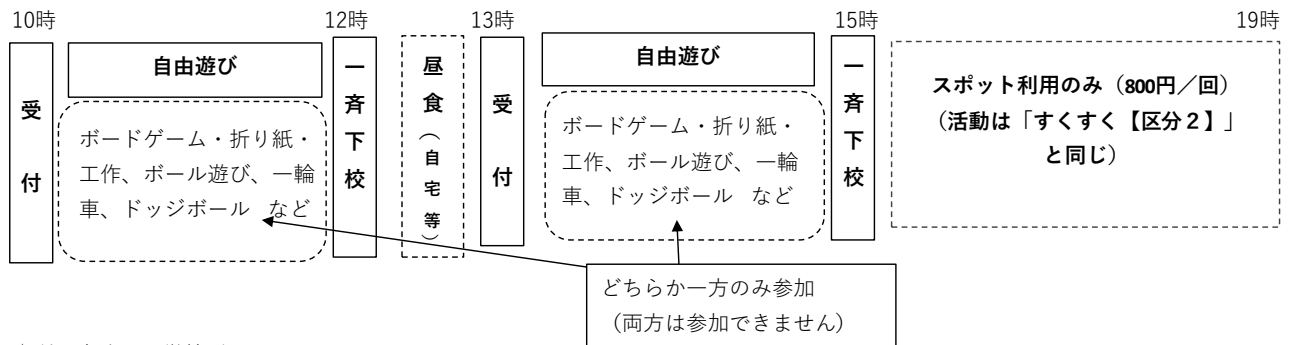 10時
12時
13時
15時
19時
受付
自由遊び
ボードゲーム・折り紙・
工作、ボール遊び、一輪
車、ドッジボール など
一斉下校
昼食（自宅等）
受付
自由遊び
ボードゲーム・折り紙・
工作、ボール遊び、一輪
車、ドッジボール など
一斉下校
スポット利用のみ（800円／回）
（活動は「すくすく【区分２】」
と同じ）
どちらか一方のみ参加
（両方は参加できません）